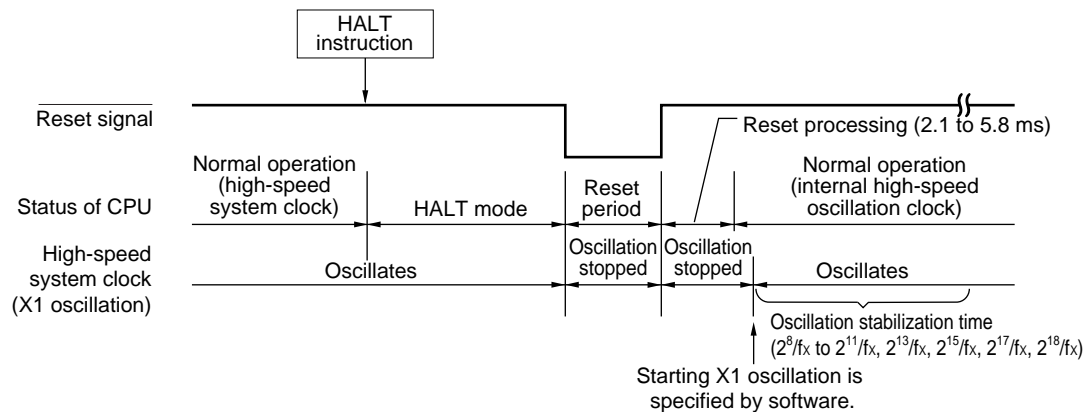 HALT
instruction
Reset signal
Reset processing (2.1 to 5.8 ms)
Normal operation
(high-speed
system clock)
Reset
period
Normal operation
(internal high-speed
oscillation clock)
Status of CPU
HALT mode
High-speed
system clock
(X1 oscillation)
Oscillates
Oscillation
stopped
Oscillation
stopped
Oscillates
Oscillation stabilization time
(2⁸/fX to 2¹¹/fX, 2¹³/fX, 2¹⁵/fX, 2¹⁷/fX, 2¹⁸/fX)
Starting X1 oscillation is
specified by software.